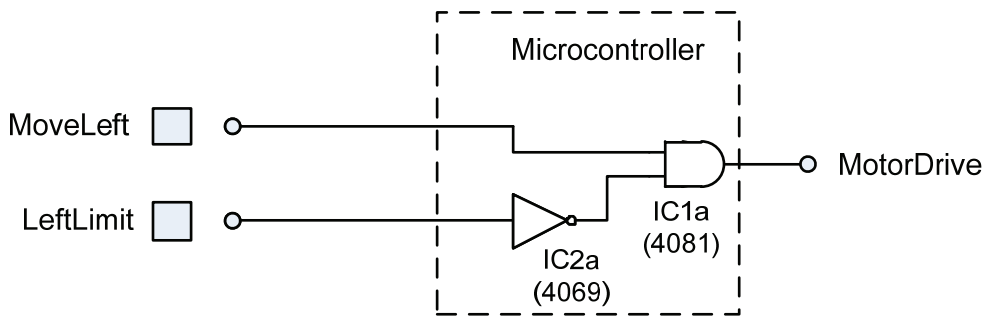 Microcontroller
MoveLeft
MotorDrive
LeftLimit
IC1a
(4081)
IC2a
(4069)